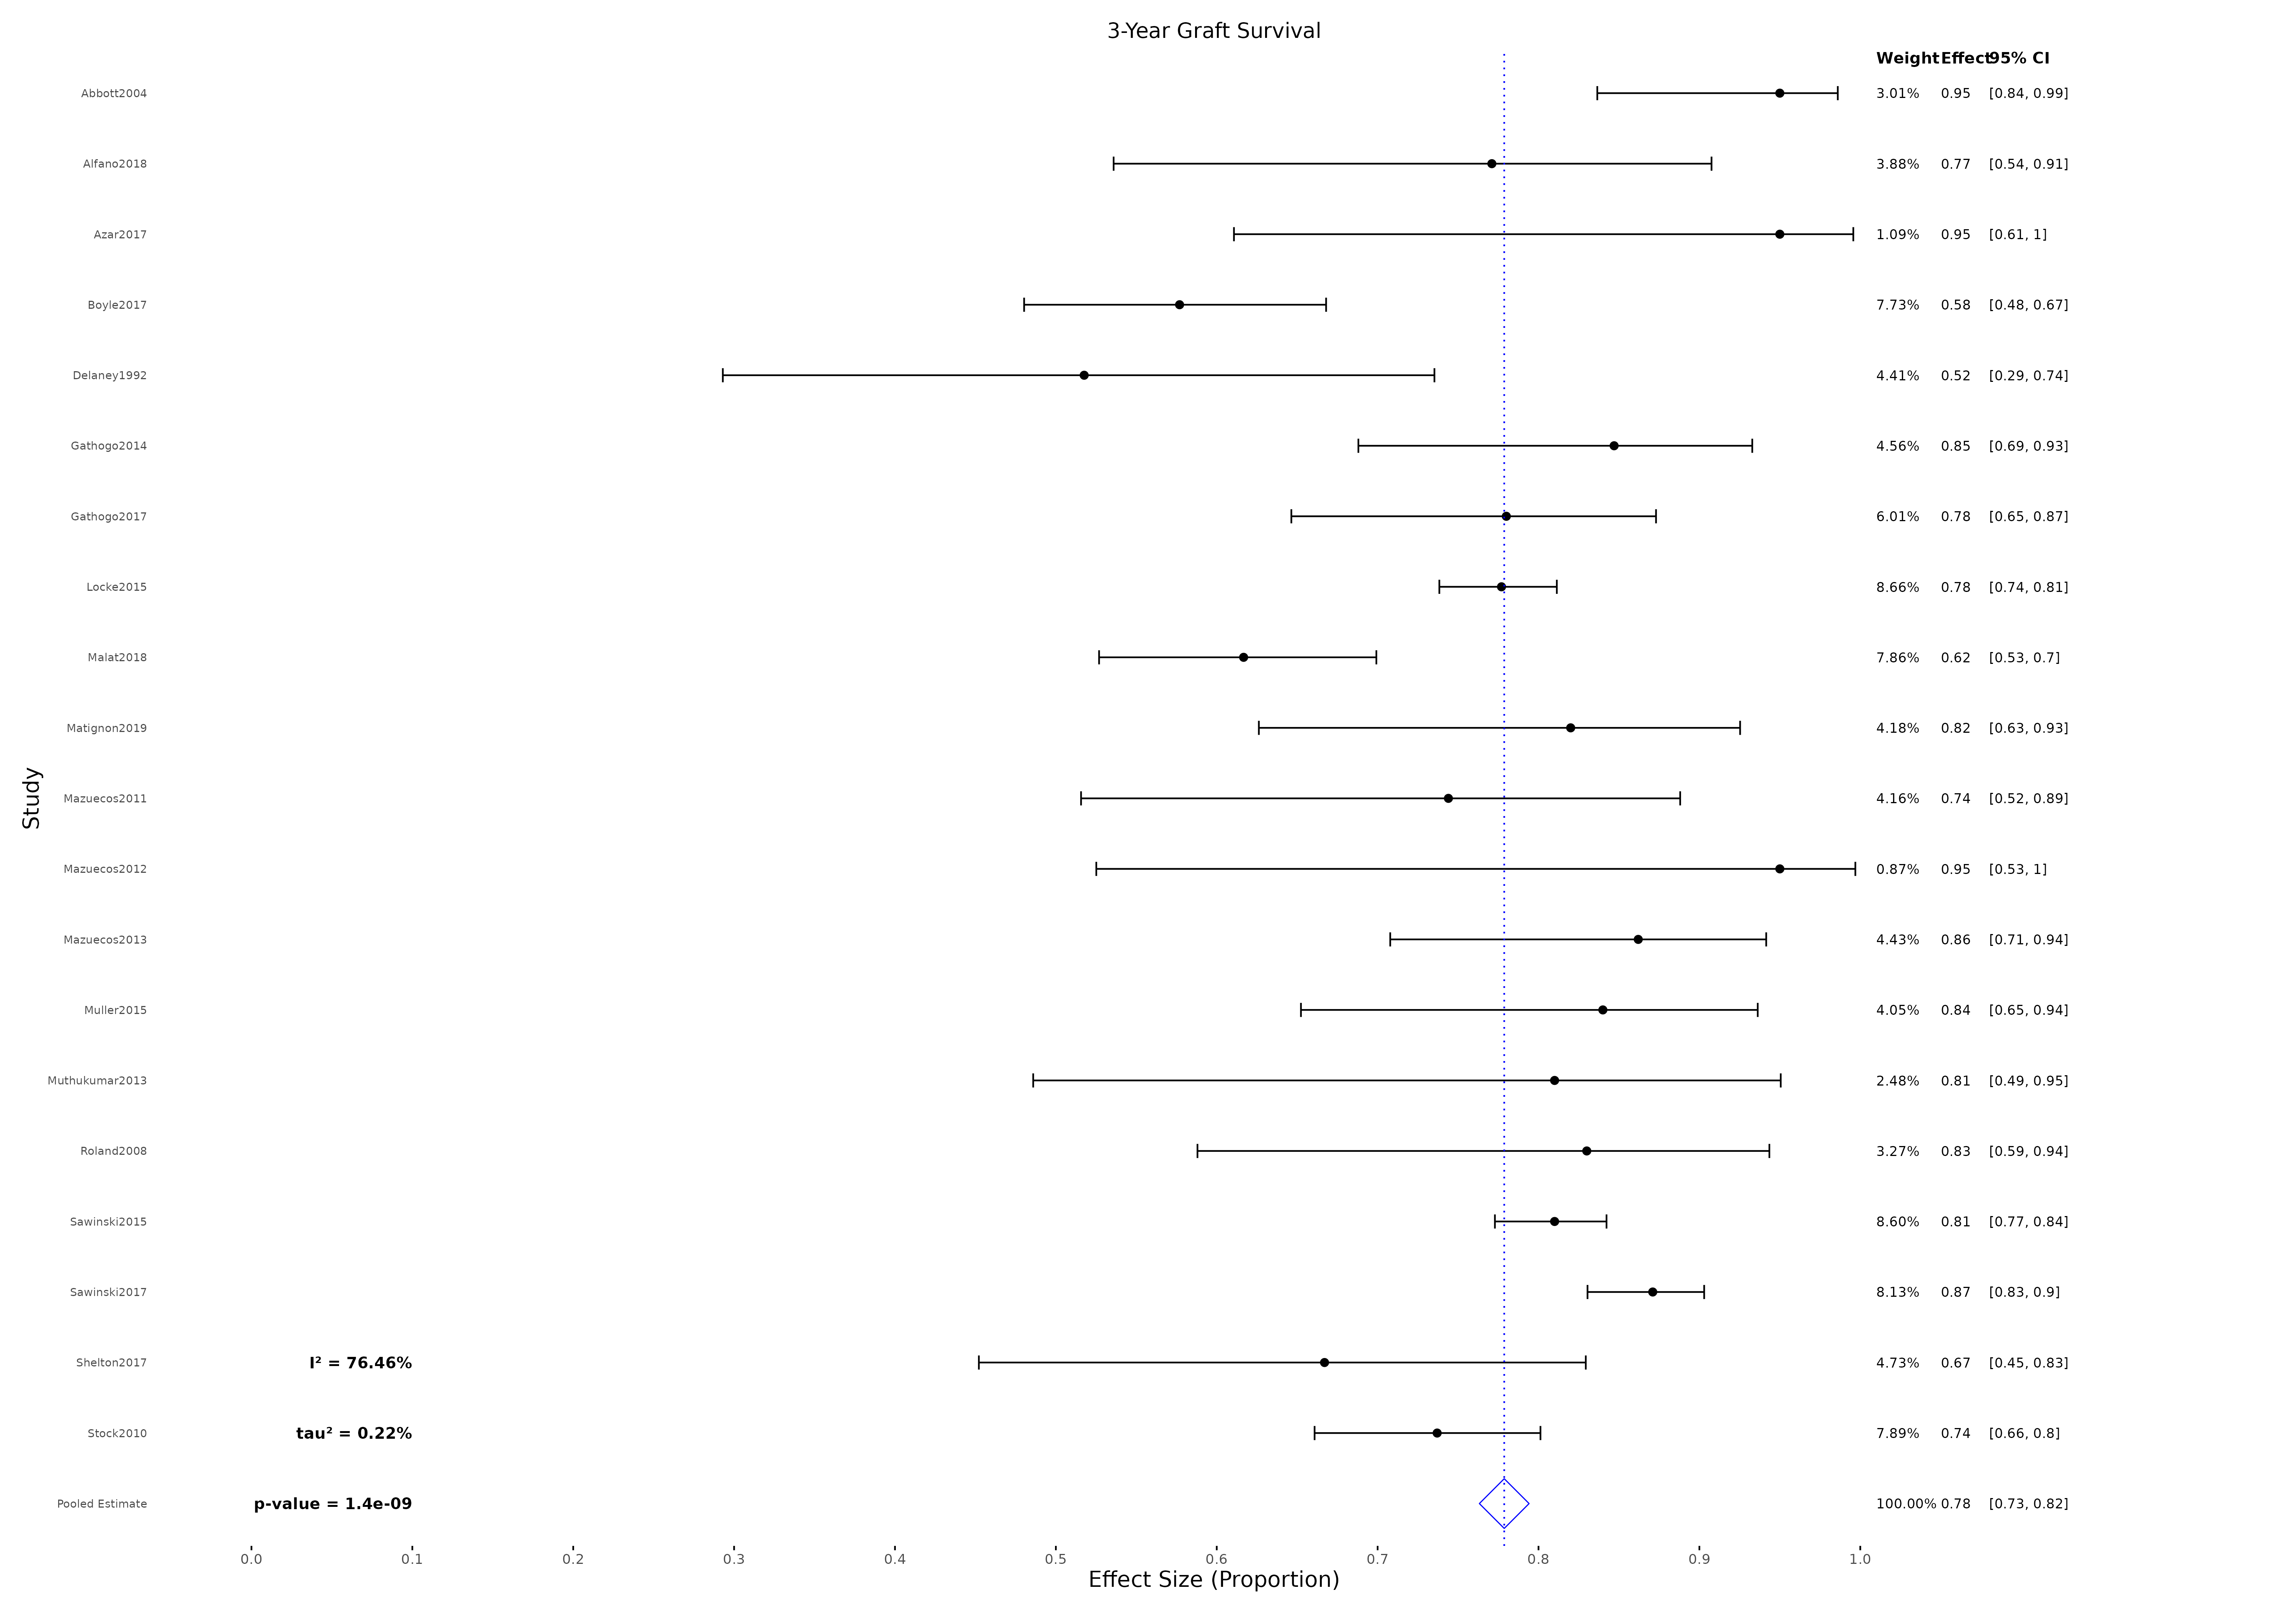 3-Year Graft Survival
Weight Effect 95% CI
Abbott2004 3.01% 0.95 [0.84, 0.99]
Alfano2018 3.88% 0.77 [0.54, 0.91]
Azar2017 1.09% 0.95 [0.61, 1]
Boyle2017 7.73% 0.58 [0.48, 0.67]
Delaney1992 4.41% 0.52 [0.29, 0.74]
Gathogo2014 4.56% 0.85 [0.69, 0.93]
Gathogo2017 6.01% 0.78 [0.65, 0.87]
Locke2015 8.66% 0.78 [0.74, 0.81]
Malat2018 7.86% 0.62 [0.53, 0.7]
Matignon2019 4.18% 0.82 [0.63, 0.93]
Study
Mazuecos2011 4.16% 0.74 [0.52, 0.89]
Mazuecos2012 0.87% 0.95 [0.53, 1]
Mazuecos2013 4.43% 0.86 [0.71, 0.94]
Muller2015 4.05% 0.84 [0.65, 0.94]
Muthukumar2013 2.48% 0.81 [0.49, 0.95]
Roland2008 3.27% 0.83 [0.59, 0.94]
Sawinski2015 8.60% 0.81 [0.77, 0.84]
Sawinski2017 8.13% 0.87 [0.83, 0.9]
Shelton2017 I² = 76.46% 4.73% 0.67 [0.45, 0.83]
Stock2010 tau² = 0.22% 7.89% 0.74 [0.66, 0.8]
Pooled Estimate p-value = 1.4e-09 100.00% 0.78 [0.73, 0.82]
0.0 0.1 0.2 0.3 0.4 0.5 0.6 0.7 0.8 0.9 1.0
Effect Size (Proportion)